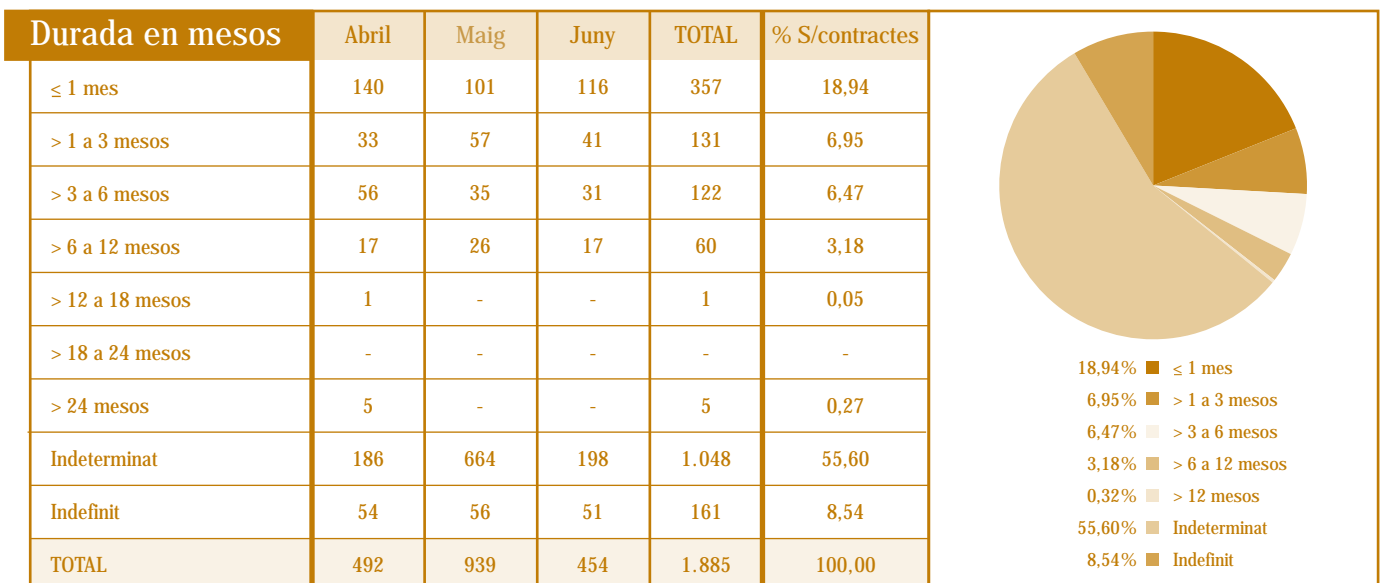 Durada en mesos Abril Maig Juny TOTAL % S/contractes
≤ 1 mes 140 101 116 357 18,94
> 1 a 3 mesos 33 57 41 131 6,95
> 3 a 6 mesos 56 35 31 122 6,47
> 6 a 12 mesos 17 26 17 60 3,18
> 12 a 18 mesos 1 - - 1 0,05
> 18 a 24 mesos - - - - -
> 24 mesos 5 - - 5 0,27
Indeterminat 186 664 198 1.048 55,60
Indefinit 54 56 51 161 8,54
TOTAL 492 939 454 1.885 100,00
18,94% ≤ 1 mes
6,95% > 1 a 3 mesos
6,47% > 3 a 6 mesos
3,18% > 6 a 12 mesos
0,32% > 12 mesos
55,60% Indeterminat
8,54% Indefinit